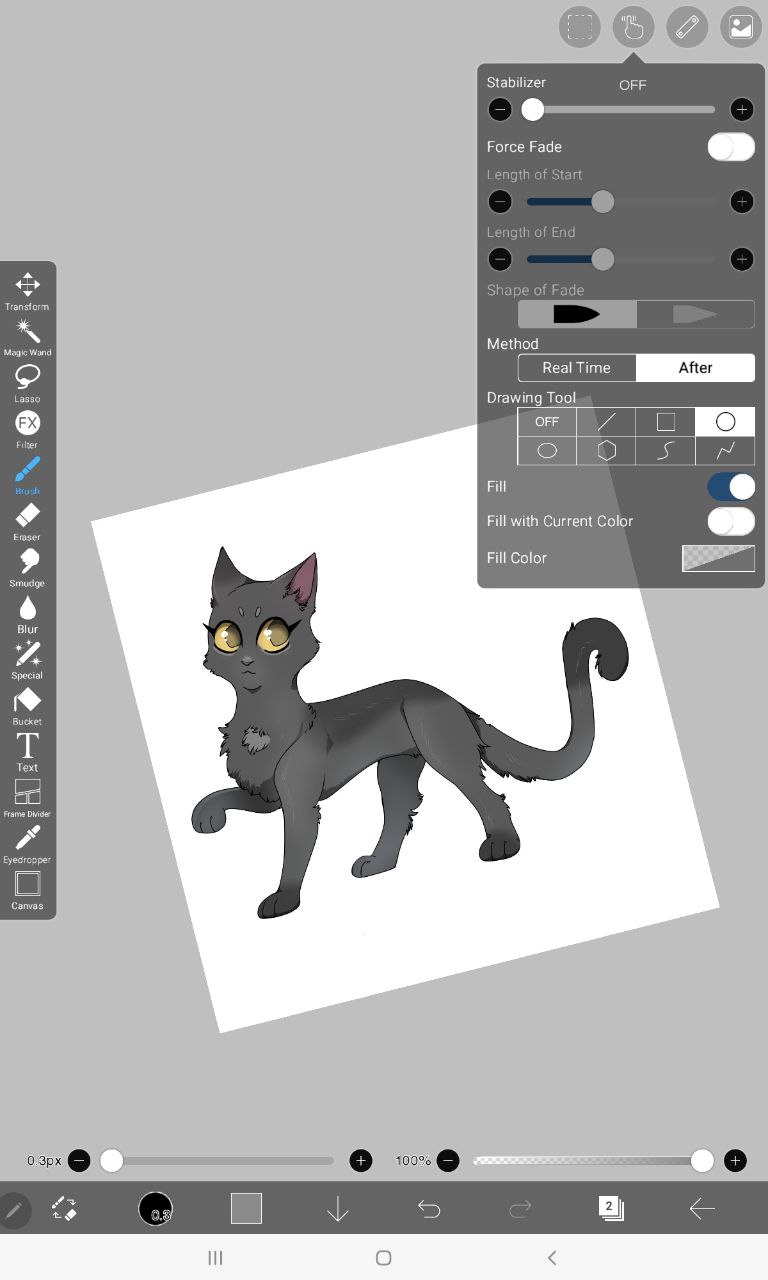 Stabilizer
OFF
Force Fade
Length of Start
Length of End
Shape of Fade
Method
Real Time
After
Drawing Tool
OFF
Fill
Fill with Current Color
Fill Color
Transform
Magic Wand
Lasso
FX
Filter
Brush
Eraser
Smudge
Blur
Special
Bucket
T
Text
Frame Divider
Eyedropper
Canvas
0.3px
100%
0.3
2